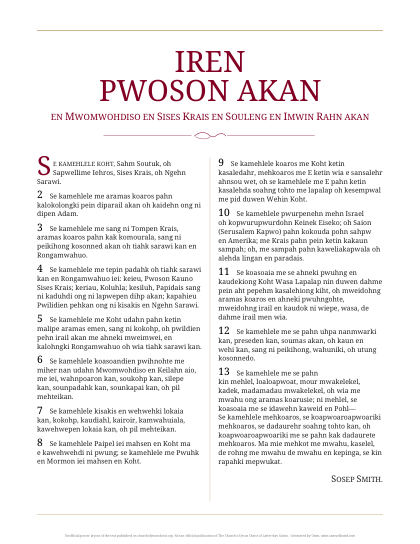 IREN
PWOSON AKAN
EN MWOMWOHDISO EN SISES KRAIS EN SOULENG EN IMWIN RAHN AKAN
SE KAMEHLELE KOHT, Sahm Soutuk, oh
Sapwellime Iehros, Sises Krais, oh Ngehn
Sarawi.
2 Se kamehlele me aramas koaros pahn
kalokolongki pein diparail akan oh kaidehn ong ni
dipen Adam.
3 Se kamehlele me sang ni Tompen Krais,
aramas koaros pahn kak komourala, sang ni
peikihong kosonned akan oh tiahk sarawi kan en
Rongamwahuo.
4 Se kamehlele me tepin padahk oh tiahk sarawi
kan en Rongamwahuo iei: keieu, Pwoson Kauno
Sises Krais; keriau, Koluhla; kesiluh, Papidais sang
ni kaduhdi ong ni lapwepen dihp akan; kapahieu
Pwilidien pehkan ong ni kisakis en Ngehn Sarawi.
5 Se kamehlele me Koht udahn pahn ketin
malipe aramas emen, sang ni kokohp, oh pwildien
pehn irail akan me ahneki mweimwei, en
kalohngki Rongamwahuo oh wia tiahk sarawi kan.
6 Se kamehlele koasoandien pwihnohte me
miher nan udahn Mwomwohdiso en Keilahn aio,
me iei, wahnpoaron kan, soukohp kan, silepe
kan, sounpadahk kan, sounkapai kan, oh pil
mehteikan.
7 Se kamehlele kisakis en wehwehki lokaia
kan, kokohp, kaudiahl, kairoir, kamwahuiala,
kawehwepen lokaia kan, oh pil mehteikan.
8 Se kamehlele Paipel iei mahsen en Koht ma
e kawehwehdi ni pwung; se kamehlele me Pwuhk
en Mormon iei mahsen en Koht.
9 Se kamehlele koaros me Koht ketin
kasaledahr, mehkoaros me E ketin wia e sansalehr
ahnsou wet, oh se kamehlele me E pahn ketin
kasalehda soahng tohto me lapalap oh kesempwal
me pid duwen Wehin Koht.
10 Se kamehlele pwurpenehn mehn Israel
oh kopwurupwurdohn Keinek Eiseko; oh Saion
(Serusalem Kapwo) pahn kokouda pohn sahpw
en Amerika; me Krais pahn pein ketin kakaun
sampah; oh, me sampah pahn kaweliakapwala oh
alehda lingan en paradais.
11 Se koasoaia me se ahneki pwuhng en
kaudekiong Koht Wasa Lapalap nin duwen dahme
pein aht pepehm kasalehiong kiht, oh mweidohng
aramas koaros en ahneki pwuhngohte,
mweidohng irail en kaudok ni wiepe, wasa, de
dahme irail men wia.
12 Se kamehlele me se pahn uhpa nanmwarki
kan, preseden kan, soumas akan, oh kaun en
wehi kan, sang ni peikihong, wahuniki, oh utung
kosonned.
13 Se kamehlele me se pahn
kin mehlel, loaloapwoat, mour mwakelekel,
kadek, madamadau mwakelekel, oh wia me
mwahu ong aramas koarusie; ni mehlel, se
koasoaia me se idawehn kaweid en Pohl—
Se kamehlele mehkoaros, se koapwoaroapwoariki
mehkoaros, se dadaurehr soahng tohto kan, oh
koapwoaroapwoariki me se pahn kak dadaurete
mehkoaros. Ma mie mehkot me mwahu, kaselel,
de rohng me mwahu de mwahu en kepinga, se kin
rapahki mepwukat.
SOSEP SMITH.